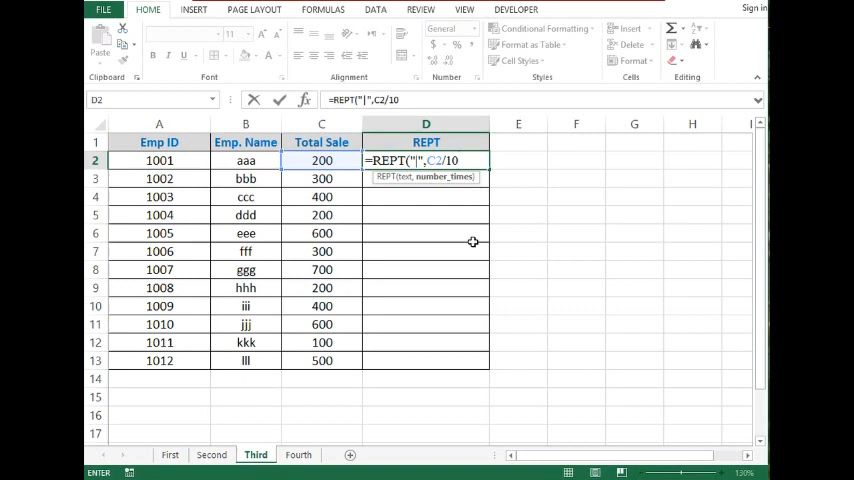 Sign in
FILE HOME INSERT PAGE LAYOUT FORMULAS DATA REVIEW VIEW DEVELOPER
Paste
11
B I U
General
$ % ,
Conditional Formatting
Format as Table
Cell Styles
Insert
Delete
Format
Clipboard Font Alignment Number Styles Cells Editing
D2 =REPT("|",C2/10
A B C D E F G H I
1 Emp ID Emp. Name Total Sale REPT
2 1001 aaa 200 =REPT("|",C2/10
REPT(text, number_times)
3 1002 bbb 300
4 1003 ccc 400
5 1004 ddd 200
6 1005 eee 600
7 1006 fff 300
8 1007 ggg 700
9 1008 hhh 200
10 1009 iii 400
11 1010 jjj 600
12 1011 kkk 100
13 1012 lll 500
14
15
16
17
First Second Third Fourth
ENTER 130%